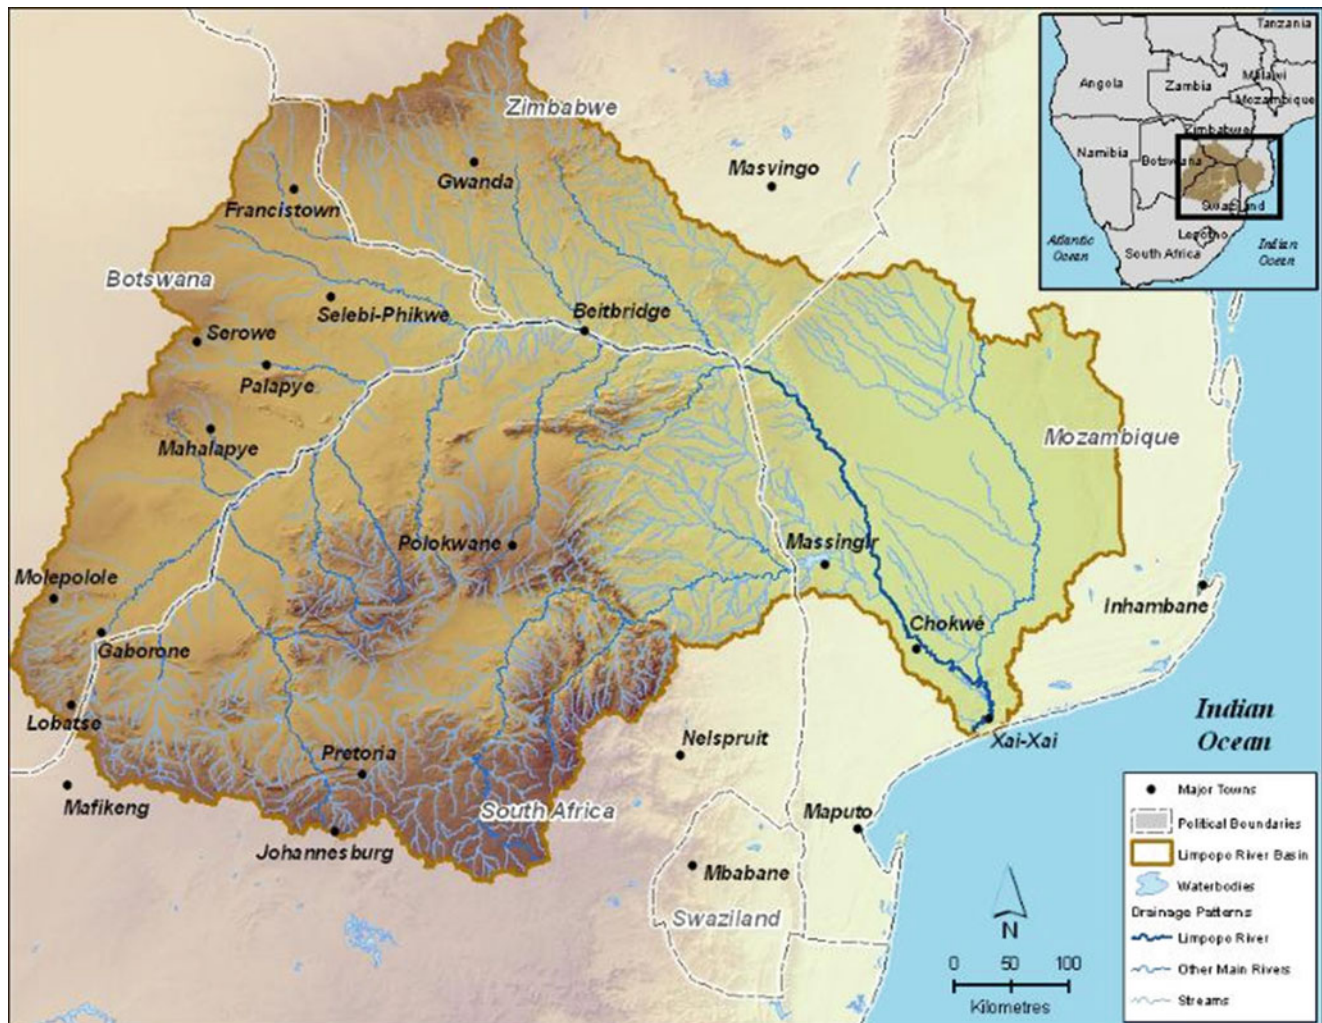 Tanzania
Angola
Zambia
Malawi
Mozambique
Zimbabwe
Namibia
Botswana
Swaziland
Lesotho
South Africa
Atlantic
Ocean
Indian
Ocean
Zimbabwe
Masvingo
Gwanda
Francistown
Botswana
Selebi-Phikwe
Beitbridge
Serowe
Palapye
Mahalapye
Mozambique
Polokwane
Massingir
Molepolole
Inhambane
Chokwé
Gaborone
Lobatse
Xai-Xai
Indian
Ocean
Nelspruit
Pretoria
Mafikeng
South Africa
Maputo
Johannesburg
Mbabane
Swaziland
N
0 50 100
Kilometres
Major Towns
Political Boundaries
Limpopo River Basin
Waterbodies
Drainage Patterns
Limpopo River
Other Main Rivers
Streams